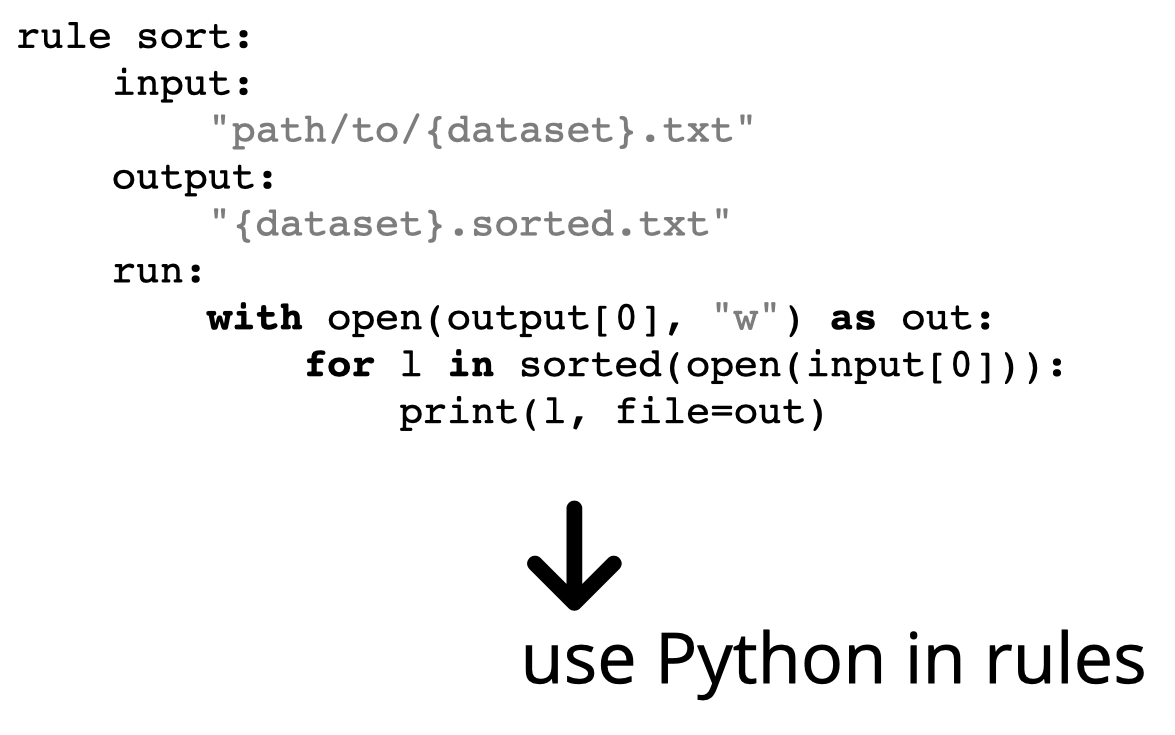 rule sort:
    input:
        "path/to/{dataset}.txt"
    output:
        "{dataset}.sorted.txt"
    run:
        with open(output[0], "w") as out:
            for l in sorted(open(input[0])):
                print(l, file=out)
use Python in rules